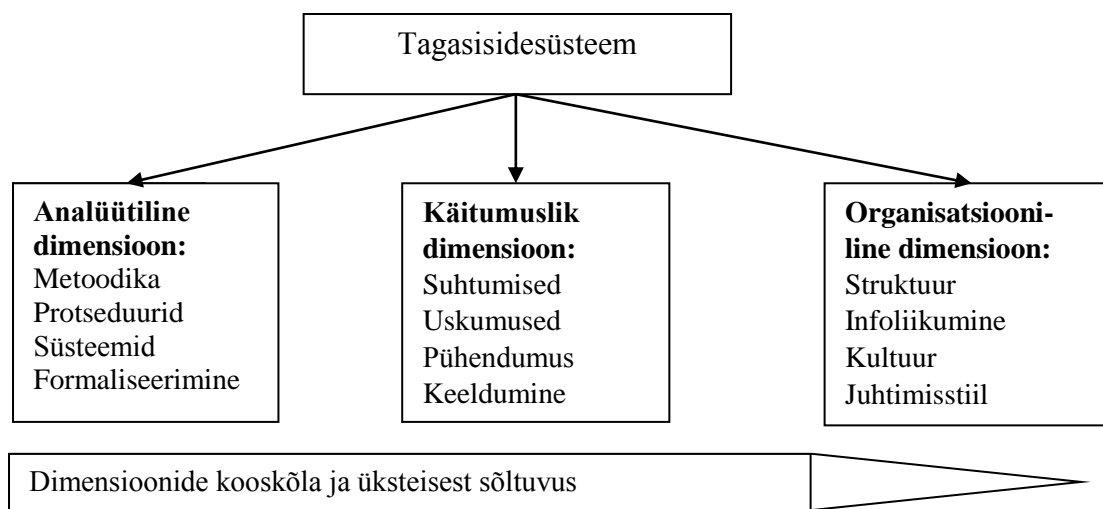 Tagasisidesüsteem
Analüütiline
dimensioon:
Metoodika
Protseduurid
Süsteemid
Formaliseerimine
Käitumuslik
dimensioon:
Suhtumised
Uskumused
Pühendumus
Keeldumine
Organisatsiooni-
line dimensioon:
Struktuur
Infoliikumine
Kultuur
Juhtimisstiil
Dimensioonide kooskõla ja üksteisest sõltuvus